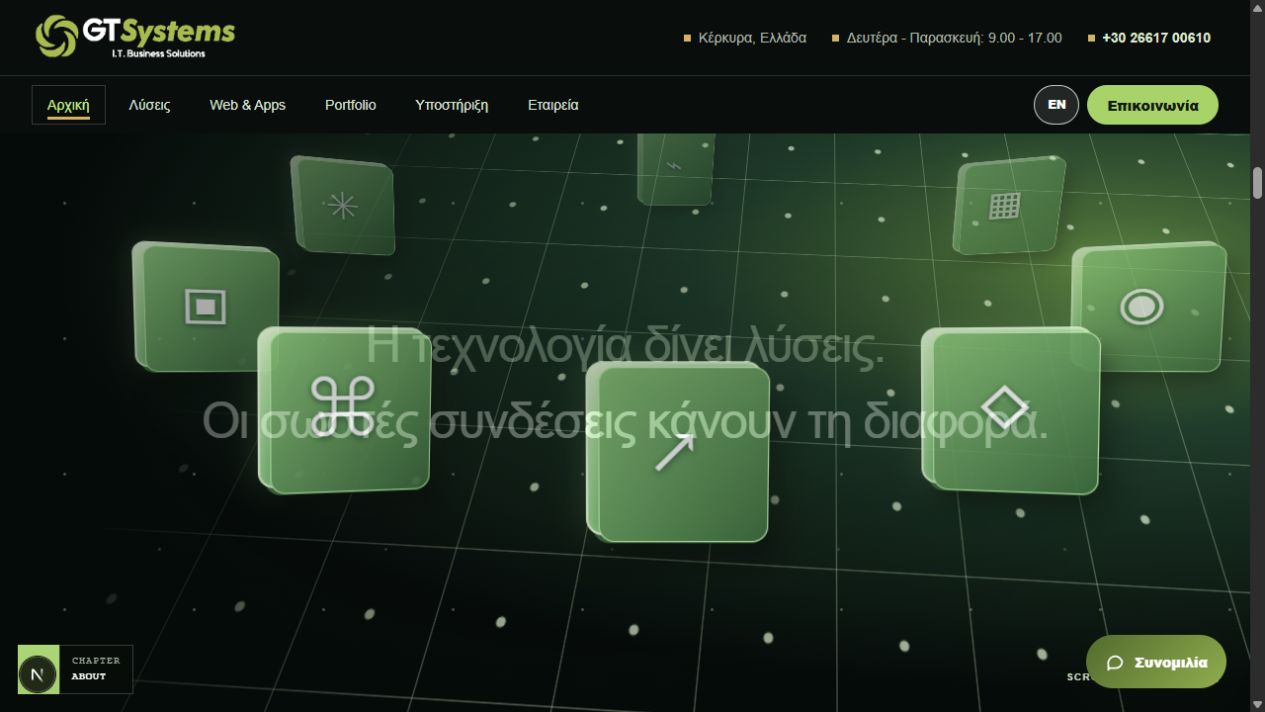 GTSystems
I.T. Business Solutions
Κέρκυρα, Ελλάδα
Δευτέρα - Παρασκευή: 9.00 - 17.00
+30 26617 00610
Αρχική
Λύσεις
Web & Apps
Portfolio
Υποστήριξη
Εταιρεία
EN
Επικοινωνία
Η τεχνολογία δίνει λύσεις.
Οι σωστές συνδέσεις κάνουν τη διαφορά.
N
CHAPTER
ABOUT
SCR
Συνομιλία